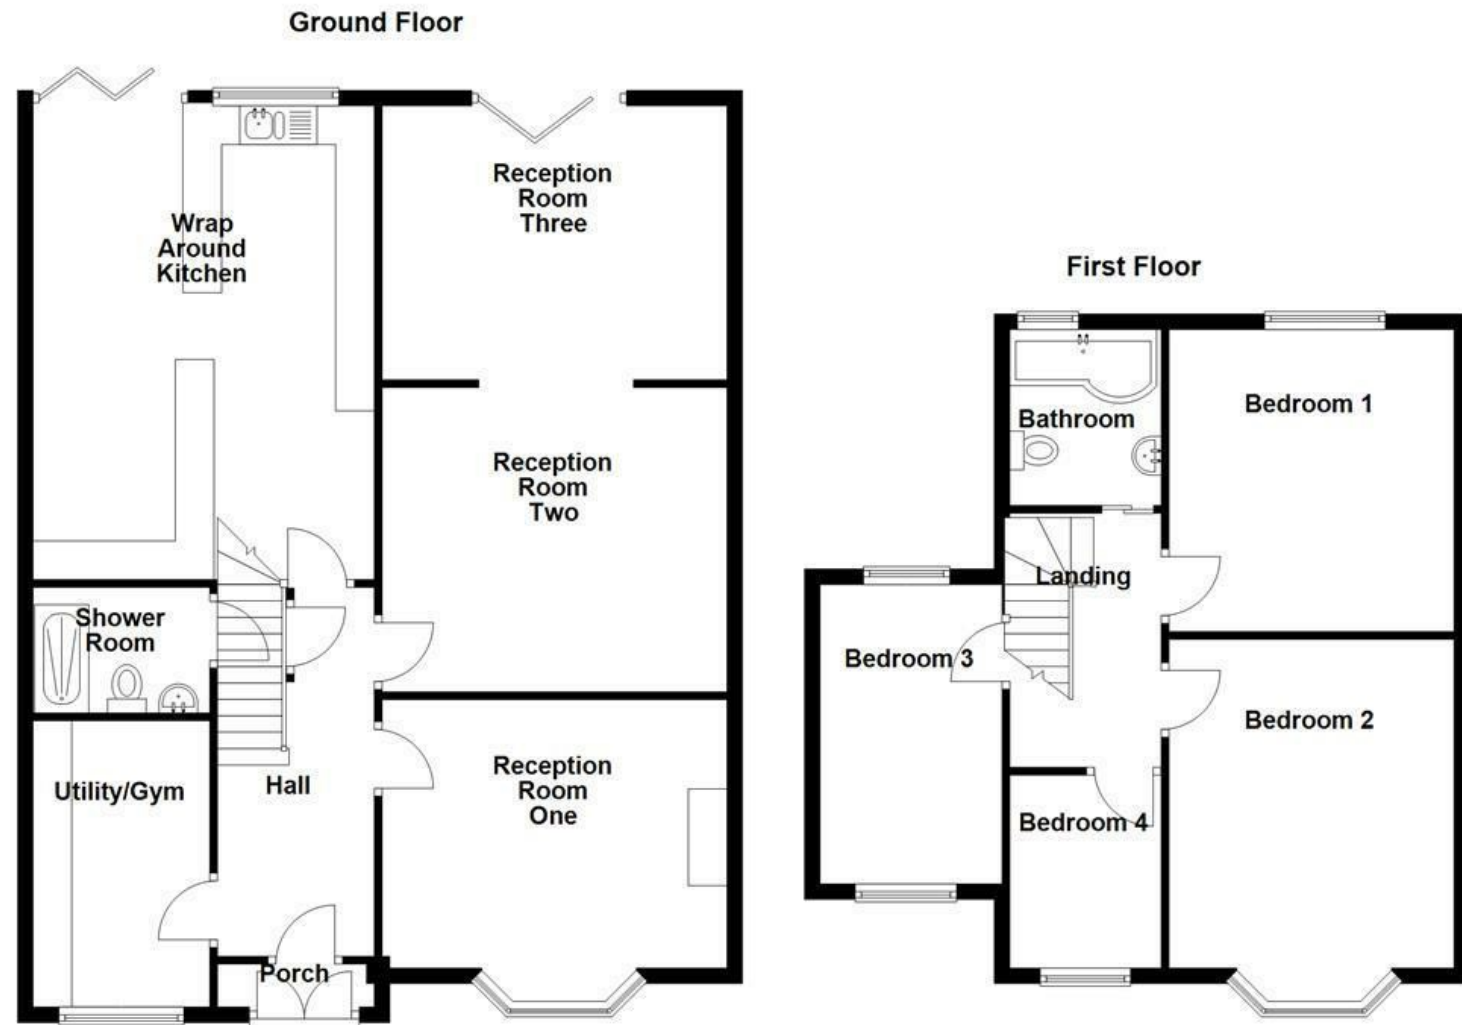 Ground Floor
Reception
Room
Three
Wrap
Around
Kitchen
Reception
Room
Two
Shower
Room
Utility/Gym
Hall
Reception
Room
One
Porch
First Floor
Bathroom
Bedroom 1
Landing
Bedroom 3
Bedroom 2
Bedroom 4